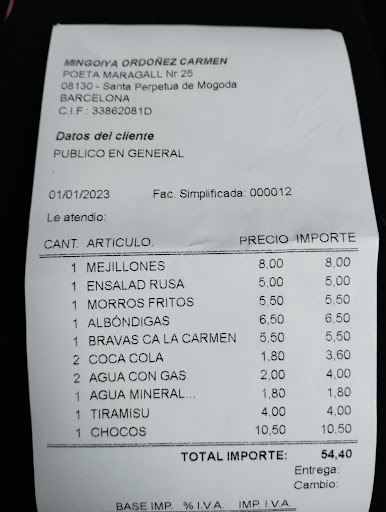 MINGOIYA ORDOÑEZ CARMEN
POETA MARAGALL Nr 25
08130 - Santa Perpetua de Mogoda
BARCELONA
C.I.F.: 33862081D
Datos del cliente
PUBLICO EN GENERAL
01/01/2023 Fac. Simplificada: 000012
Le atendio:
CANT. ARTICULO. PRECIO IMPORTE
1 MEJILLONES 8,00 8,00
1 ENSALAD RUSA 5,00 5,00
1 MORROS FRITOS 5,50 5,50
1 ALBÓNDIGAS 6,50 6,50
1 BRAVAS CA LA CARMEN 5,50 5,50
2 COCA COLA 1,80 3,60
2 AGUA CON GAS 2,00 4,00
1 AGUA MINERAL... 1,80 1,80
1 TIRAMISU 4,00 4,00
1 CHOCOS 10,50 10,50
TOTAL IMPORTE: 54,40
Entrega:
Cambio:
BASE IMP. % I.V.A. IMP. I.V.A